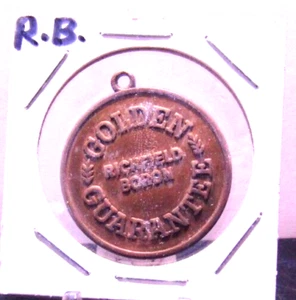 R.B.
GOLDEN
RICHFIELD
BORON
GUARANTEE